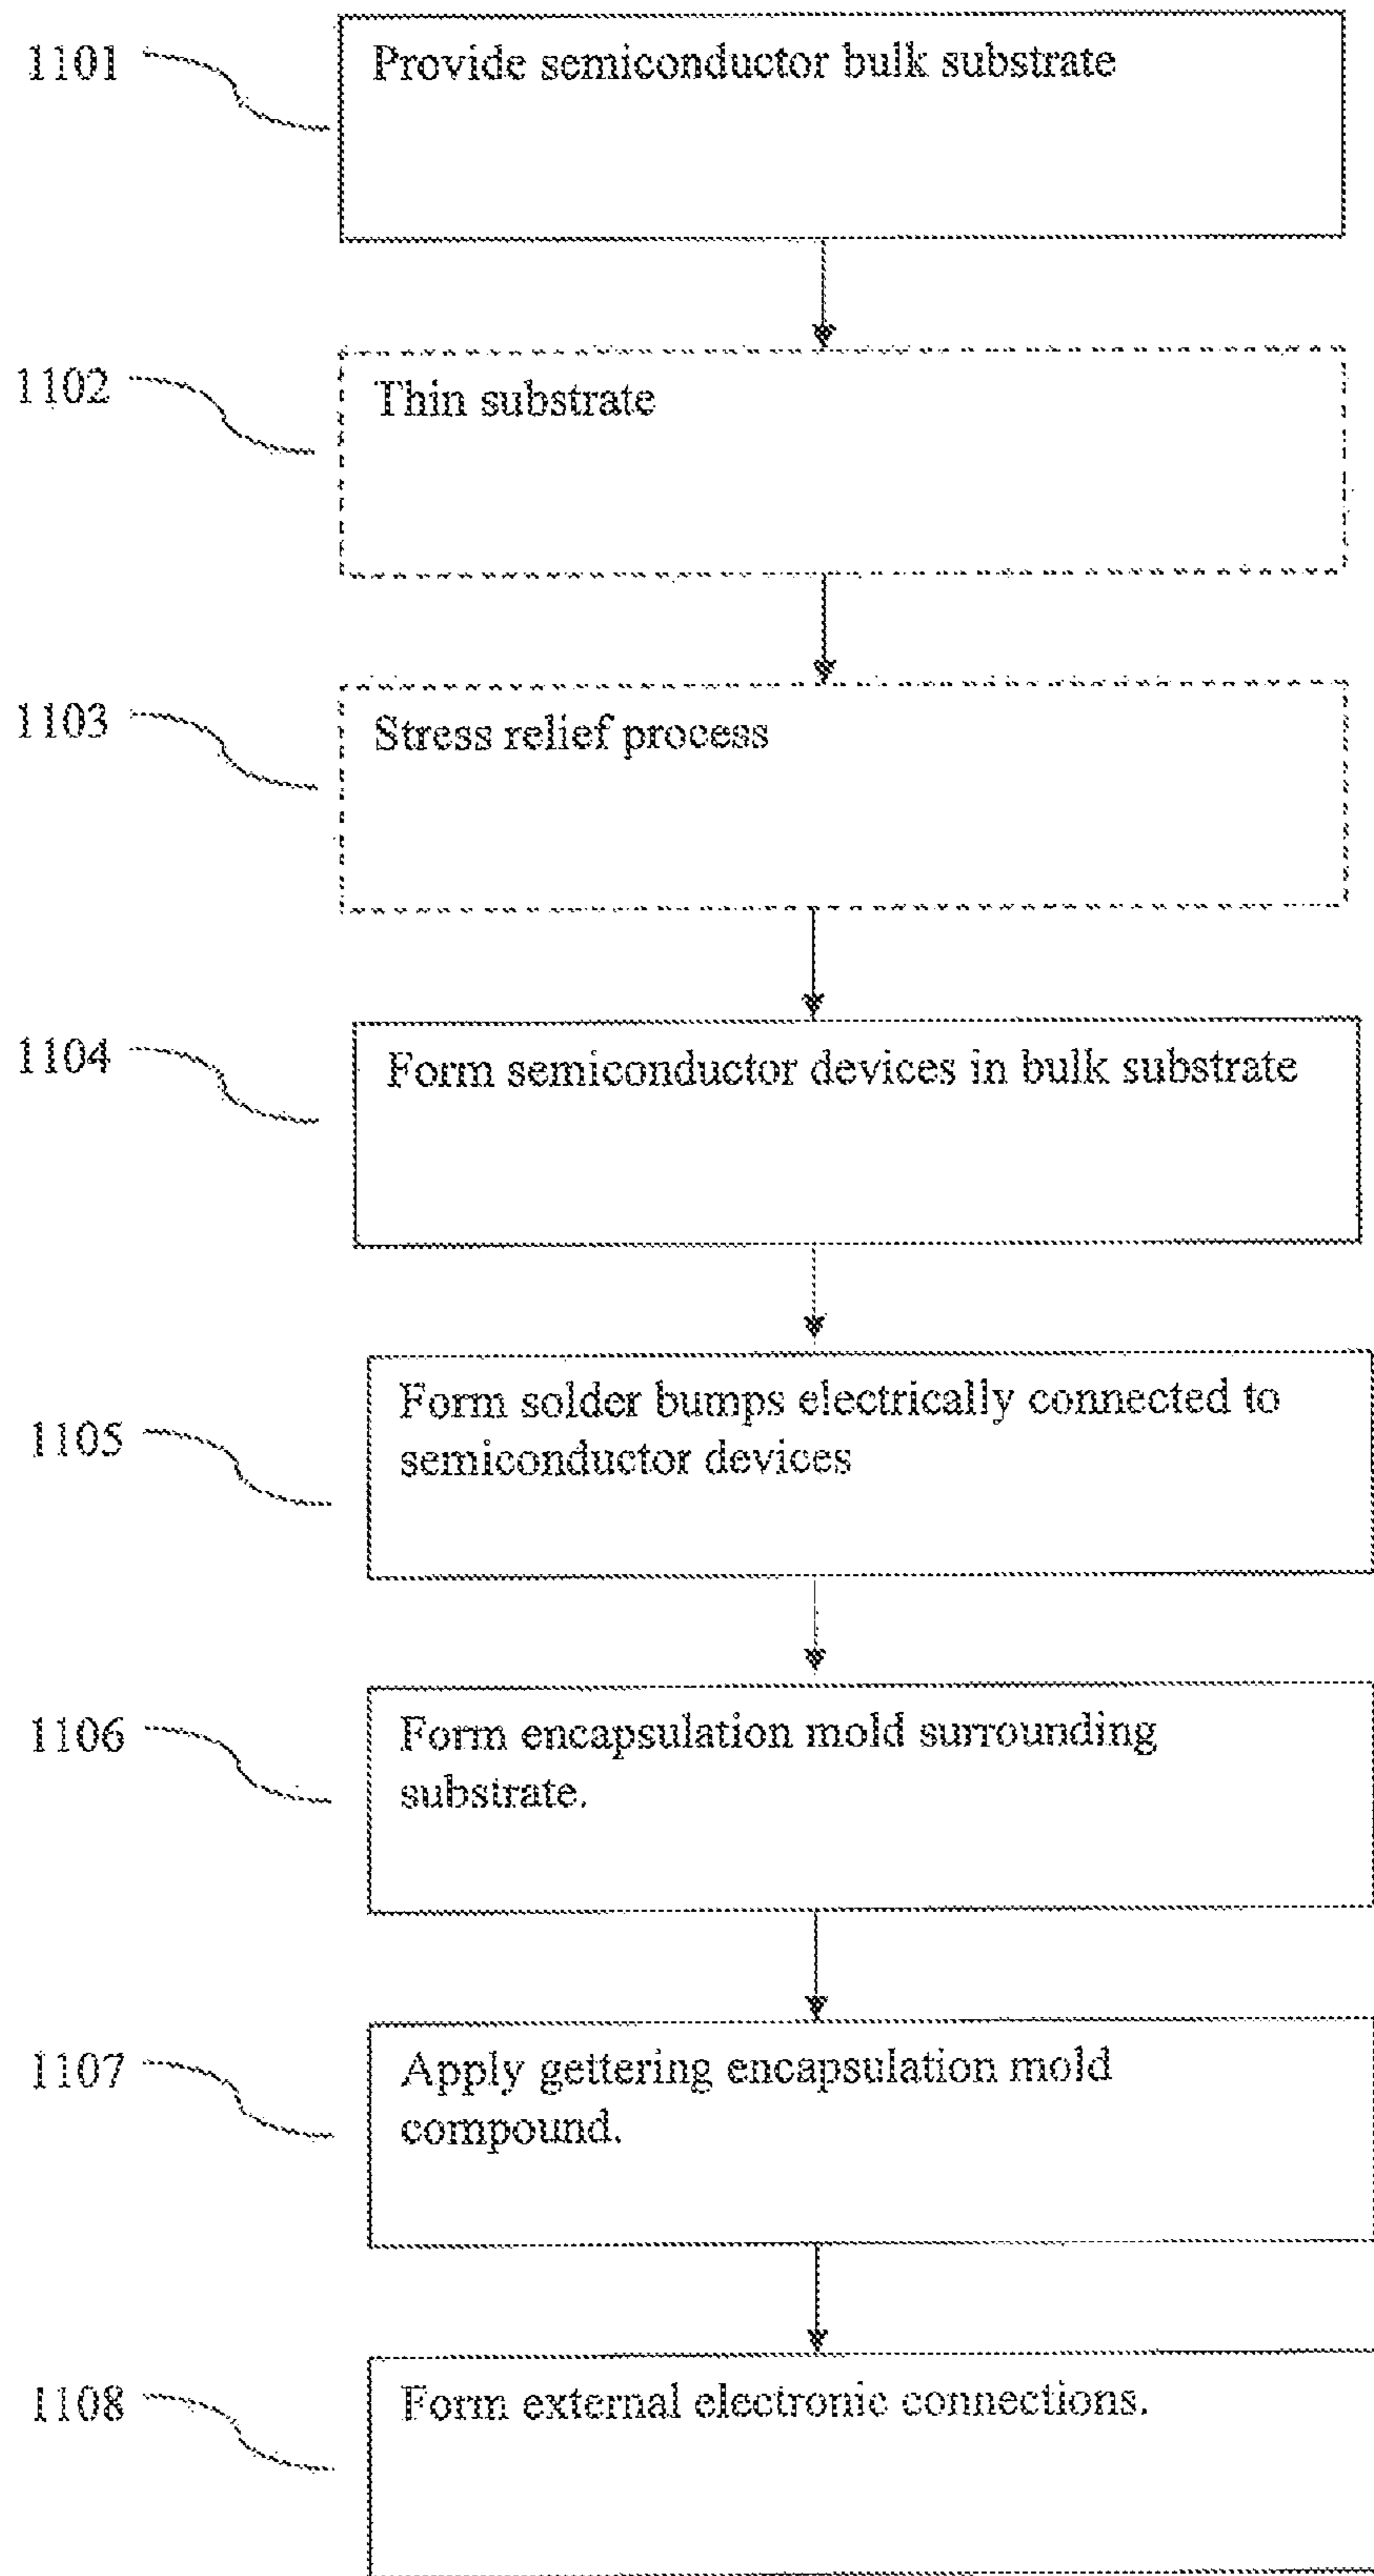 1101
Provide semiconductor bulk substrate
1102
Thin substrate
1103
Stress relief process
1104
Form semiconductor devices in bulk substrate
1105
Form solder bumps electrically connected to
semiconductor devices
1106
Form encapsulation mold surrounding
substrate.
1107
Apply gettering encapsulation mold
compound.
1108
Form external electronic connections.